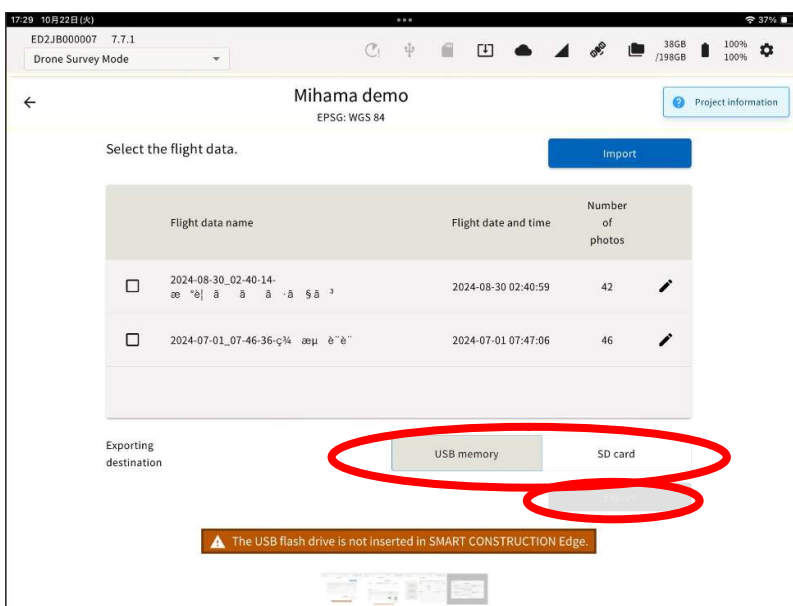 17:29 10月22日(火) 37%
ED2JB000007 7.7.1
Drone Survey Mode
38GB
/198GB
100%
100%
Mihama demo
EPSG: WGS 84
Project information
Select the flight data.
Import
Flight data name
Flight date and time
Number
of
photos
2024-08-30_02-40-14-
æ °è¦ ã ã ã ·ã §ã ³
2024-08-30 02:40:59
42
2024-07-01_07-46-36-ç¾ æµ è¨è¨
2024-07-01 07:47:06
46
Exporting
destination
USB memory
SD card
The USB flash drive is not inserted in SMART CONSTRUCTION Edge.